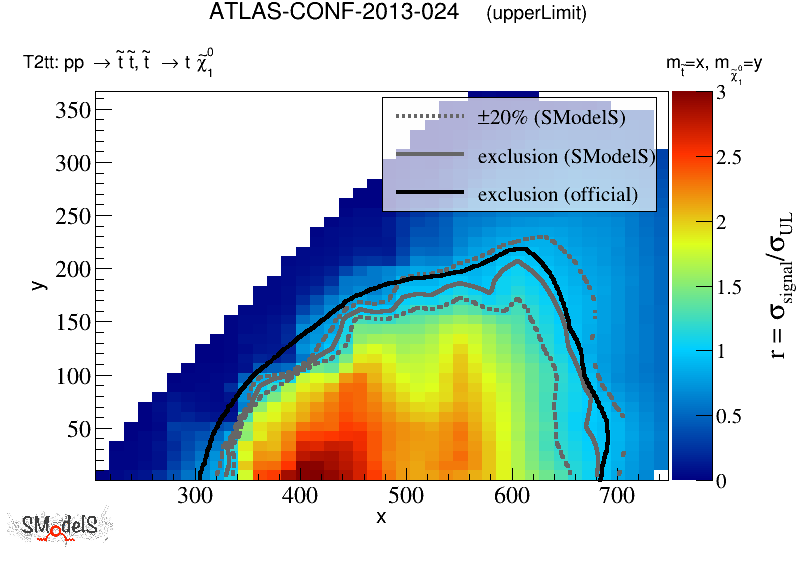 ATLAS-CONF-2013-024 (upperLimit)
T2tt: pp → t̃ t̃, t̃ → t χ̃₁⁰
m_t̃=x, m_χ̃₁⁰=y
±20% (SModelS)
exclusion (SModelS)
exclusion (official)
350
300
250
200
150
100
50
y
300 400 500 600 700
x
3
2.5
2
1.5
1
0.5
0
r = σ_signal/σ_UL
SModelS